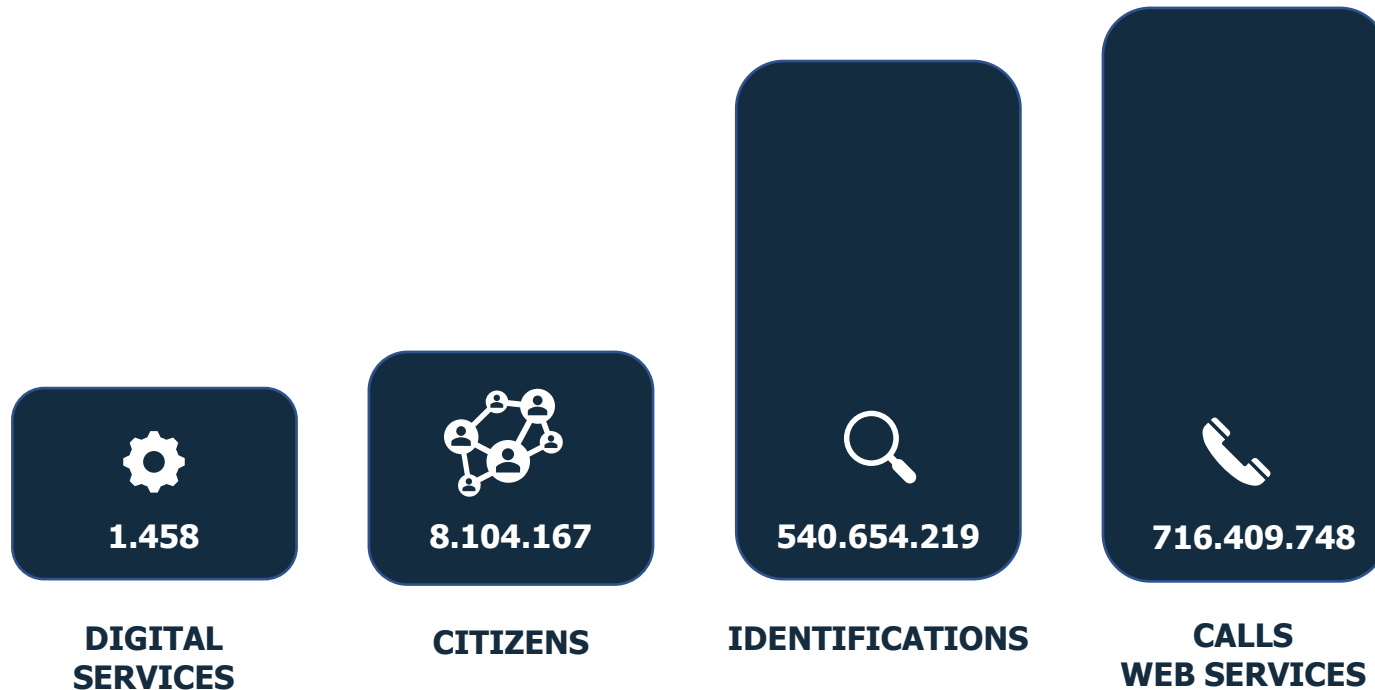 1.458
DIGITAL
SERVICES
8.104.167
CITIZENS
540.654.219
IDENTIFICATIONS
716.409.748
CALLS
WEB SERVICES